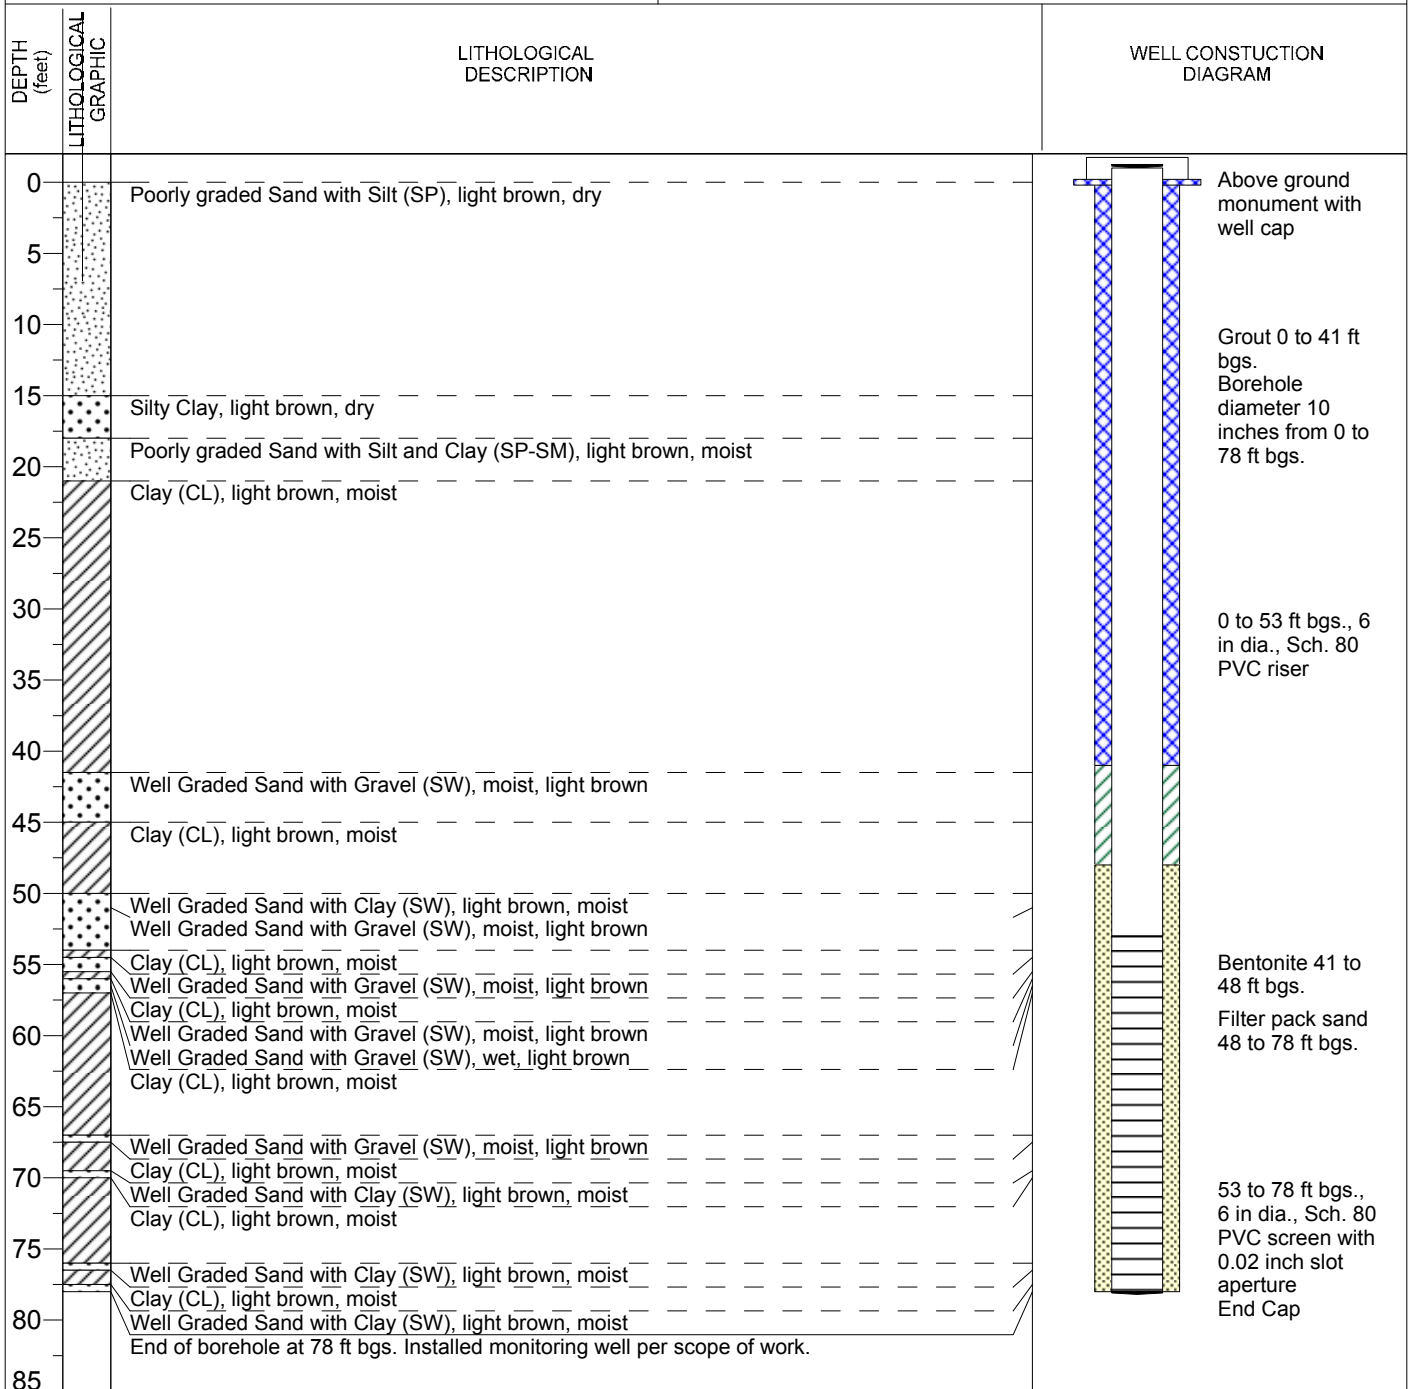 DEPTH
(feet)
LITHOLOGICAL
GRAPHIC
LITHOLOGICAL
DESCRIPTION
WELL CONSTUCTION
DIAGRAM
0
5
10
15
20
25
30
35
40
45
50
55
60
65
70
75
80
85
Poorly graded Sand with Silt (SP), light brown, dry
Silty Clay, light brown, dry
Poorly graded Sand with Silt and Clay (SP-SM), light brown, moist
Clay (CL), light brown, moist
Well Graded Sand with Gravel (SW), moist, light brown
Clay (CL), light brown, moist
Well Graded Sand with Clay (SW), light brown, moist
Well Graded Sand with Gravel (SW), moist, light brown
Clay (CL), light brown, moist
Well Graded Sand with Gravel (SW), moist, light brown
Clay (CL), light brown, moist
Well Graded Sand with Gravel (SW), moist, light brown
Well Graded Sand with Gravel (SW), wet, light brown
Clay (CL), light brown, moist
Well Graded Sand with Gravel (SW), moist, light brown
Clay (CL), light brown, moist
Well Graded Sand with Clay (SW), light brown, moist
Clay (CL), light brown, moist
Well Graded Sand with Clay (SW), light brown, moist
Clay (CL), light brown, moist
Well Graded Sand with Clay (SW), light brown, moist
End of borehole at 78 ft bgs. Installed monitoring well per scope of work.
Above ground
monument with
well cap
Grout 0 to 41 ft
bgs.
Borehole
diameter 10
inches from 0 to
78 ft bgs.
0 to 53 ft bgs., 6
in dia., Sch. 80
PVC riser
Bentonite 41 to
48 ft bgs.
Filter pack sand
48 to 78 ft bgs.
53 to 78 ft bgs.,
6 in dia., Sch. 80
PVC screen with
0.02 inch slot
aperture
End Cap